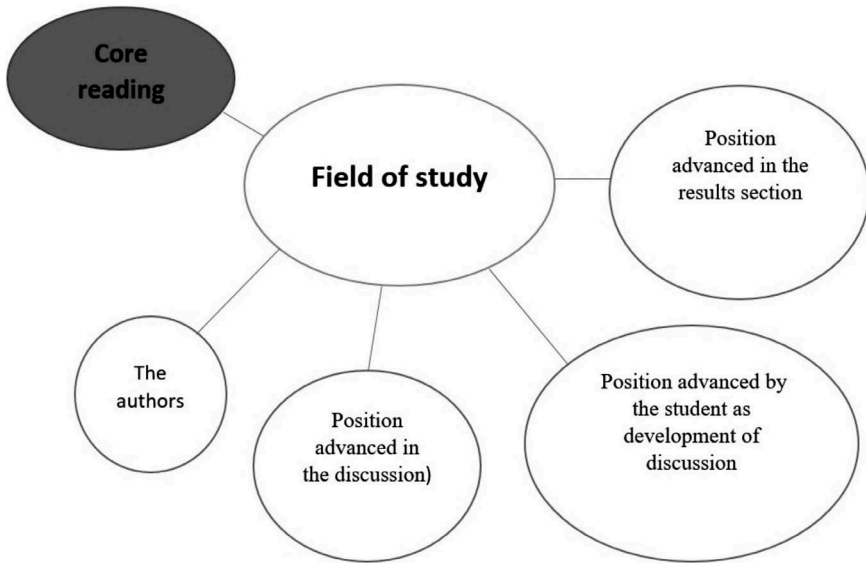 Core
reading
Field of study
Position
advanced in the
results section
The
authors
Position
advanced in
the discussion)
Position advanced by
the student as
development of
discussion